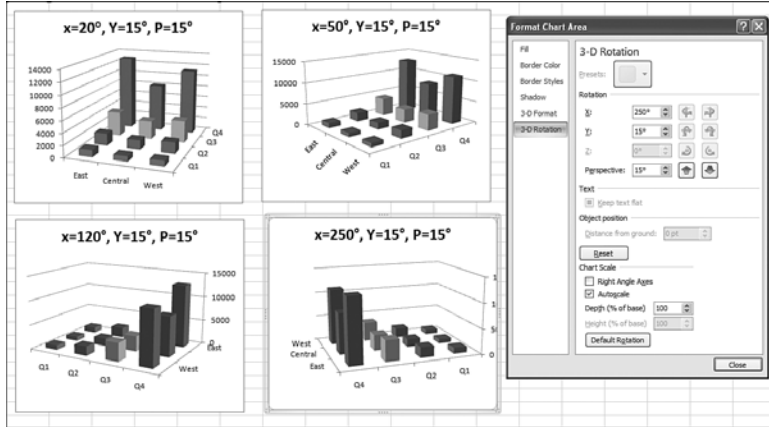 x=20°, Y=15°, P=15°
14000
12000
10000
8000
6000
4000
2000
0
East
Central
West
Q1
Q2
Q3
Q4
x=50°, Y=15°, P=15°
15000
10000
5000
0
East
Central
West
Q1
Q2
Q3
Q4
x=120°, Y=15°, P=15°
15000
10000
5000
0
Q1
Q2
Q3
Q4
West
East
x=250°, Y=15°, P=15°
1
1
5
0
West
Central
East
Q4
Q3
Q2
Q1
Format Chart Area
Fill
Border Color
Border Styles
Shadow
3-D Format
3-D Rotation
3-D Rotation
Presets:
Rotation
X: 250°
Y: 15°
Z: 0°
Perspective: 15°
Text
Keep text flat
Object position
Distance from ground: 0 pt
Reset
Chart Scale
Right Angle Axes
Autoscale
Depth (% of base) 100
Height (% of base) 100
Default Rotation
Close